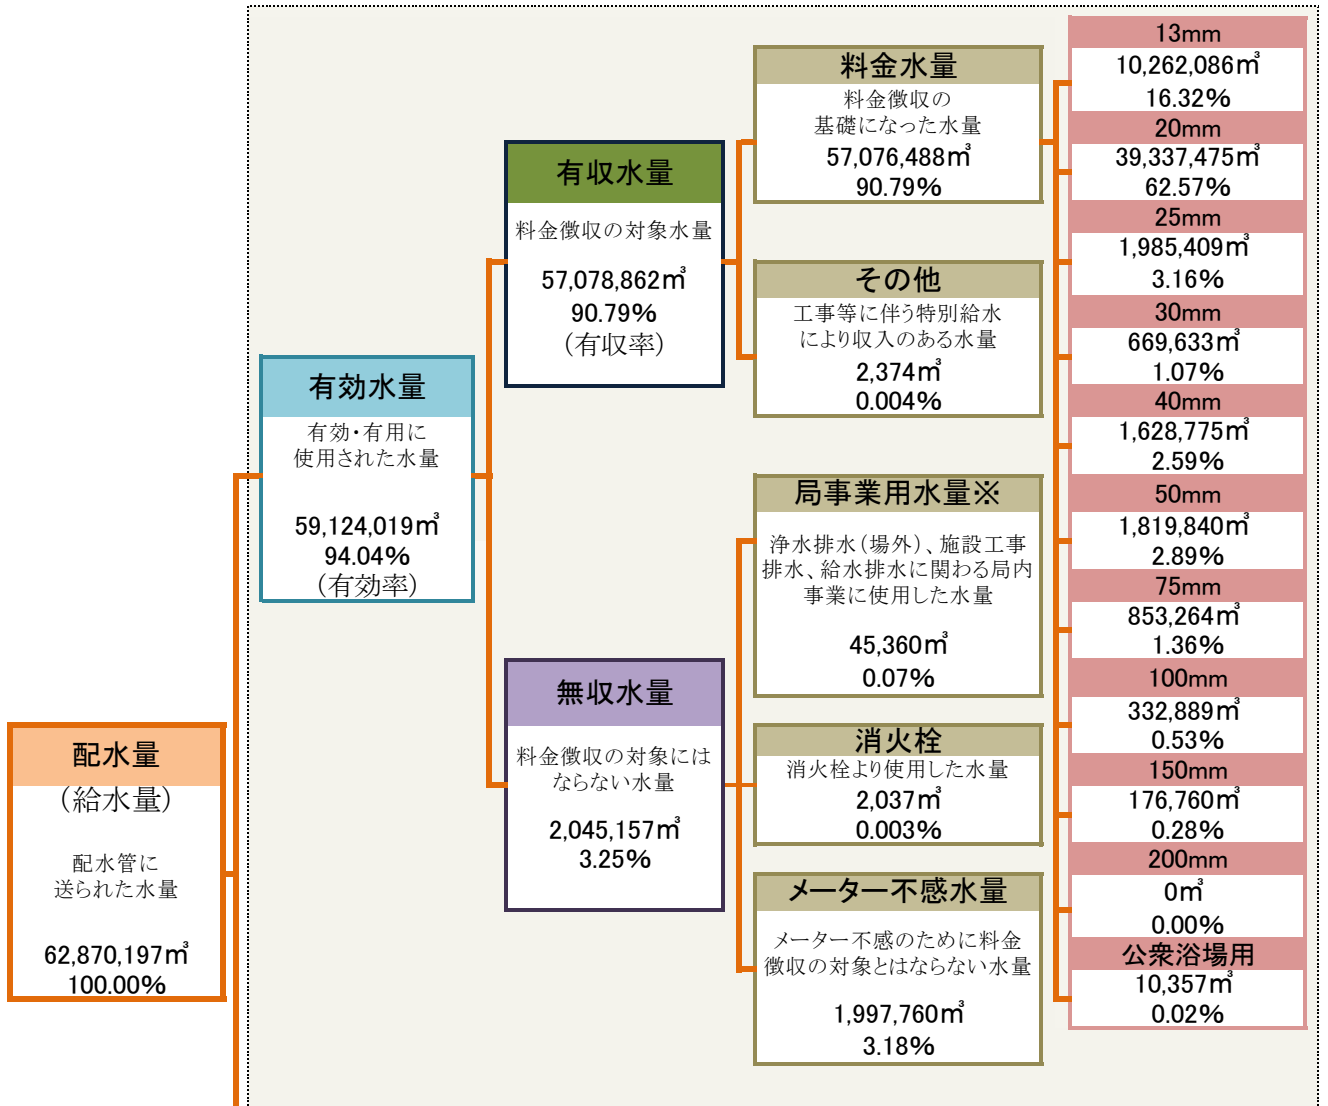 配水量
（給水量）
配水管に
送られた水量
62,870,197㎥
100.00%
有効水量
有効・有用に
使用された水量
59,124,019㎥
94.04%
（有効率）
有収水量
料金徴収の対象水量
57,078,862㎥
90.79%
（有収率）
無収水量
料金徴収の対象には
ならない水量
2,045,157㎥
3.25%
料金水量
料金徴収の
基礎になった水量
57,076,488㎥
90.79%
その他
工事等に伴う特別給水
により収入のある水量
2,374㎥
0.004%
局事業用水量※
浄水排水（場外）、施設工事
排水、給水排水に関わる局内
事業に使用した水量
45,360㎥
0.07%
消火栓
消火栓より使用した水量
2,037㎥
0.003%
メーター不感水量
メーター不感のために料金
徴収の対象とはならない水量
1,997,760㎥
3.18%
13mm
10,262,086㎥
16.32%
20mm
39,337,475㎥
62.57%
25mm
1,985,409㎥
3.16%
30mm
669,633㎥
1.07%
40mm
1,628,775㎥
2.59%
50mm
1,819,840㎥
2.89%
75mm
853,264㎥
1.36%
100mm
332,889㎥
0.53%
150mm
176,760㎥
0.28%
200mm
0㎥
0.00%
公衆浴場用
10,357㎥
0.02%